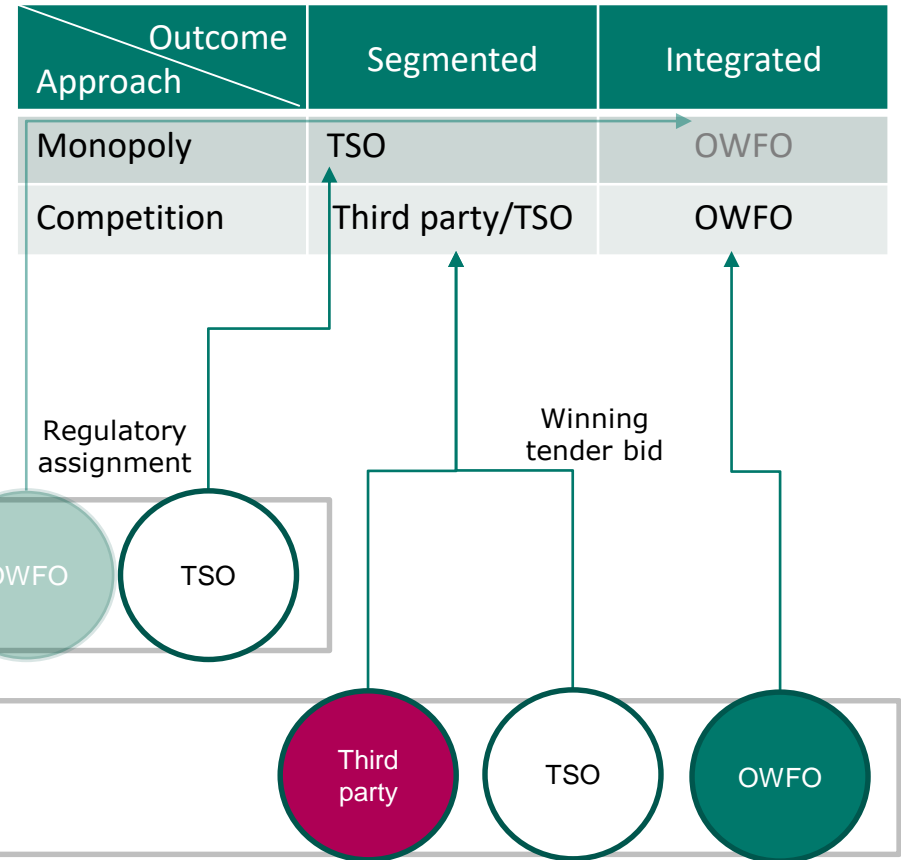 Outcome
Approach
Segmented
Integrated
Monopoly
TSO
OWFO
Competition
Third party/TSO
OWFO
Regulatory
assignment
Winning
tender bid
OWFO
TSO
Third
party
TSO
OWFO